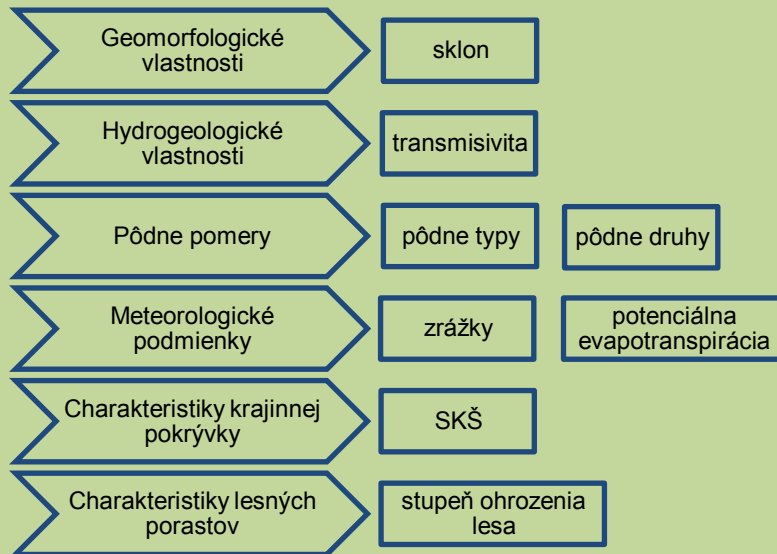 Geomorfologické
vlastnosti
sklon
Hydrogeologické
vlastnosti
transmisivita
Pôdne pomery
pôdne typy
pôdne druhy
Meteorologické
podmienky
zrážky
potenciálna
evapotranspirácia
Charakteristiky krajinnej
pokrývky
SKŠ
Charakteristiky lesných
porastov
stupeň ohrozenia
lesa